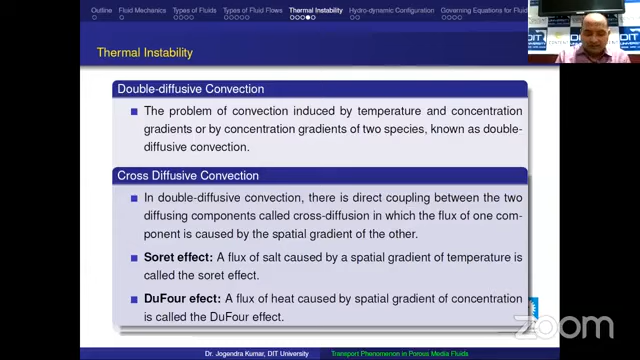 Outline
Fluid Mechanics
Types of Fluids
Types of Fluid Flows
Thermal Instability
Hydro-dynamic Configuration
Governing Equations for Fluid
Thermal Instability
Double-diffusive Convection
The problem of convection induced by temperature and concentration
gradients or by concentration gradients of two species, known as double-
diffusive convection.
Cross Diffusive Convection
In double-diffusive convection, there is direct coupling between the two
diffusing components called cross-diffusion in which the flux of one com-
ponent is caused by the spatial gradient of the other.
Soret effect: A flux of salt caused by a spatial gradient of temperature is
called the soret effect.
DuFour efect: A flux of heat caused by spatial gradient of concentration
is called the DuFour effect.
zoom
Dr. Jogendra Kumar, DIT University
Transport Phenomenon in Porous Media Fluids